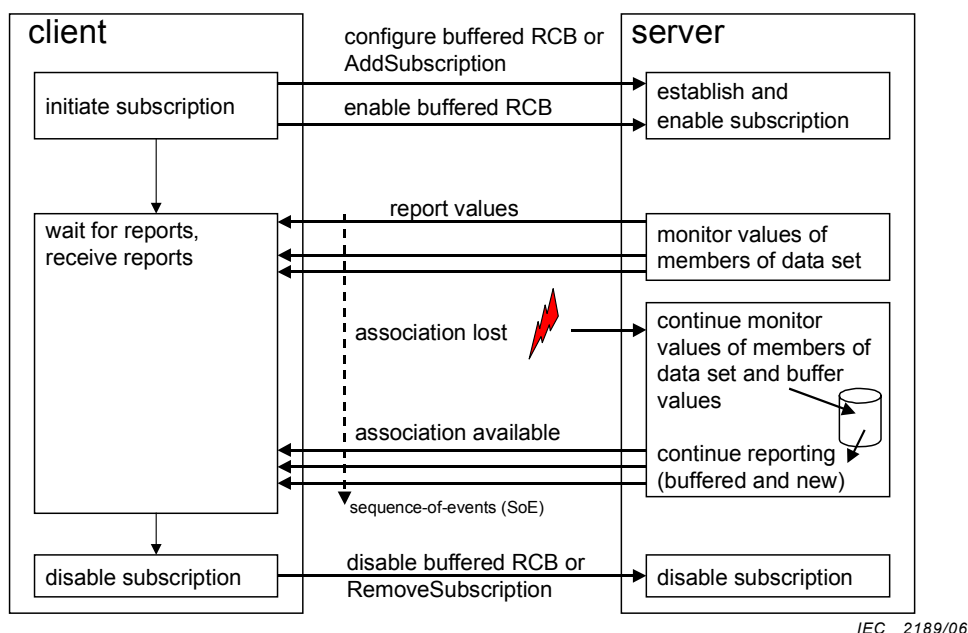 client
server
configure buffered RCB or
AddSubscription
initiate subscription
enable buffered RCB
establish and
enable subscription
report values
wait for reports,
receive reports
monitor values of
members of data set
association lost
continue monitor
values of members of
data set and buffer
values
association available
continue reporting
(buffered and new)
sequence-of-events (SoE)
disable subscription
disable buffered RCB or
RemoveSubscription
disable subscription
IEC 2189/06